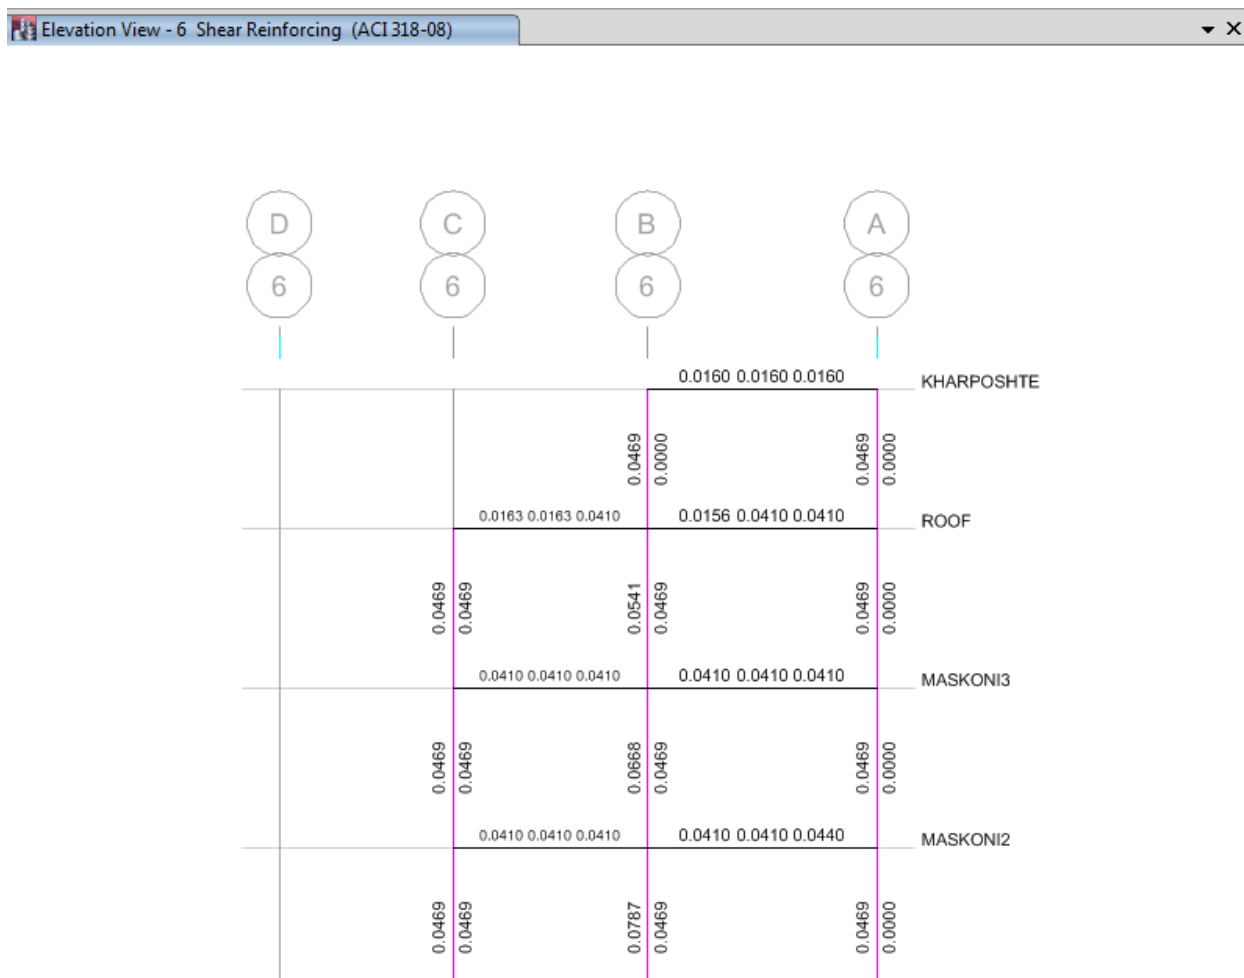 Elevation View - 6 Shear Reinforcing (ACI 318-08)
D C B A
6 6 6 6
0.0160 0.0160 0.0160 KHARPOSHTE
0.0469 0.0000 0.0469 0.0000
0.0163 0.0163 0.0410 0.0156 0.0410 0.0410 ROOF
0.0469 0.0469 0.0541 0.0469 0.0469 0.0000
0.0410 0.0410 0.0410 0.0410 0.0410 0.0410 MASKONI3
0.0469 0.0469 0.0668 0.0469 0.0469 0.0000
0.0410 0.0410 0.0410 0.0410 0.0410 0.0440 MASKONI2
0.0469 0.0469 0.0787 0.0469 0.0469 0.0000